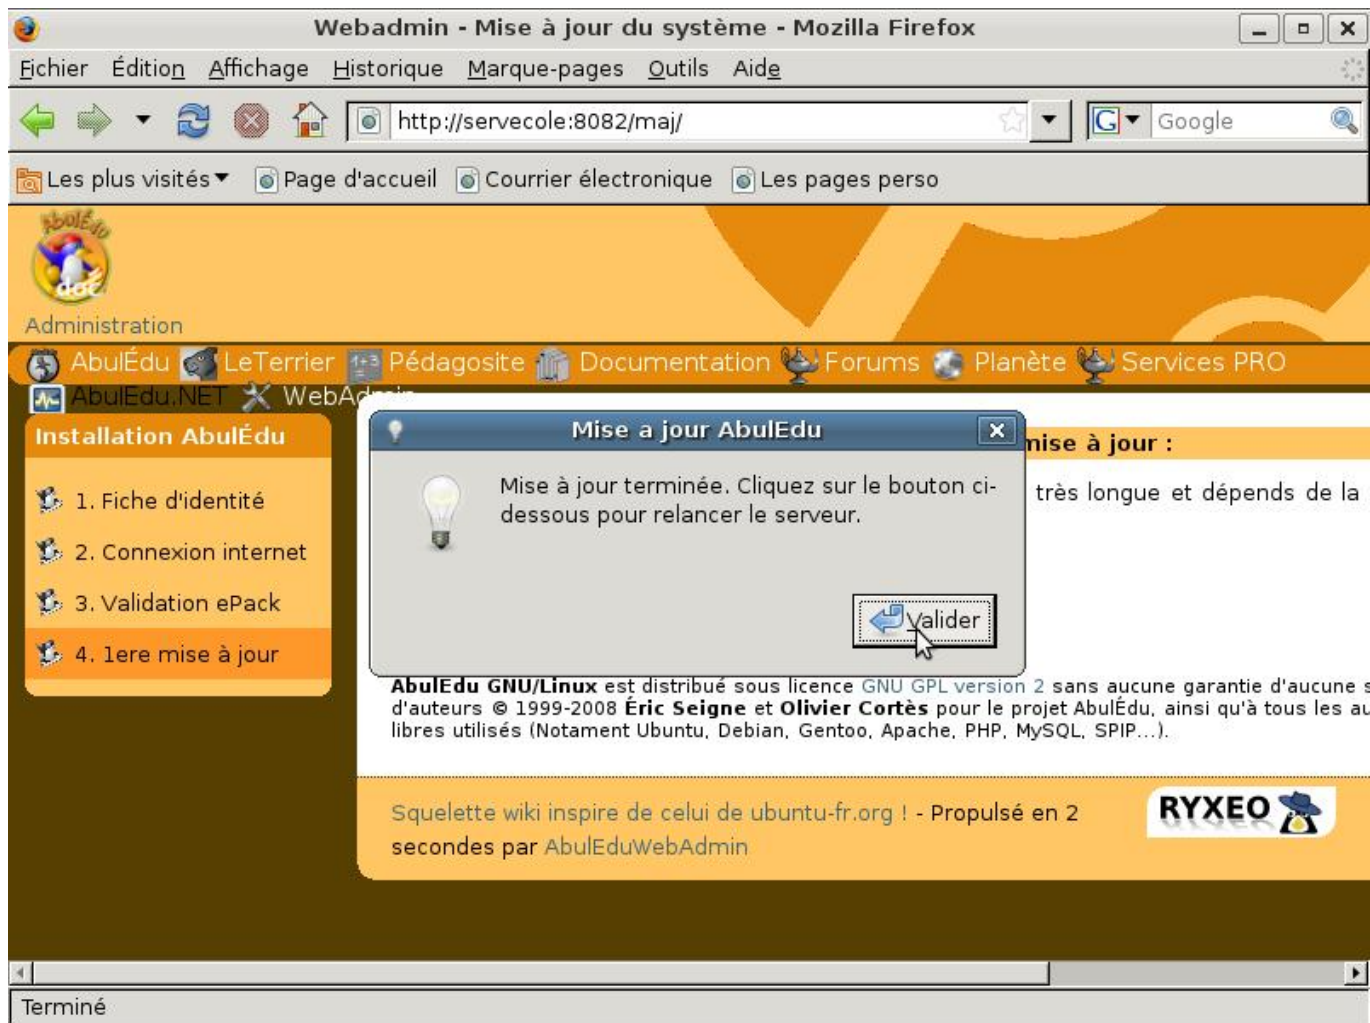 Webadmin - Mise à jour du système - Mozilla Firefox
Fichier Édition Affichage Historique Marque-pages Outils Aide
http://servecole:8082/maj/
G Google
Les plus visités Page d'accueil Courrier électronique Les pages perso
AbulÉdu
doc
Administration
AbulÉdu LeTerrier 1+3 Pédagosite Documentation Forums Planète Services PRO
AbulEdu.NET WebAdmin
Installation AbulÉdu
1. Fiche d'identité
2. Connexion internet
3. Validation ePack
4. 1ere mise à jour
Mise a jour AbulEdu
Mise à jour terminée. Cliquez sur le bouton ci-
dessous pour relancer le serveur.
Valider
mise à jour :
très longue et dépends de la
AbulEdu GNU/Linux est distribué sous licence GNU GPL version 2 sans aucune garantie d'aucune s
d'auteurs © 1999-2008 Éric Seigne et Olivier Cortès pour le projet AbulÉdu, ainsi qu'à tous les au
libres utilisés (Notament Ubuntu, Debian, Gentoo, Apache, PHP, MySQL, SPIP...).
Squelette wiki inspire de celui de ubuntu-fr.org ! - Propulsé en 2
secondes par AbulEduWebAdmin
RYXEO
Terminé